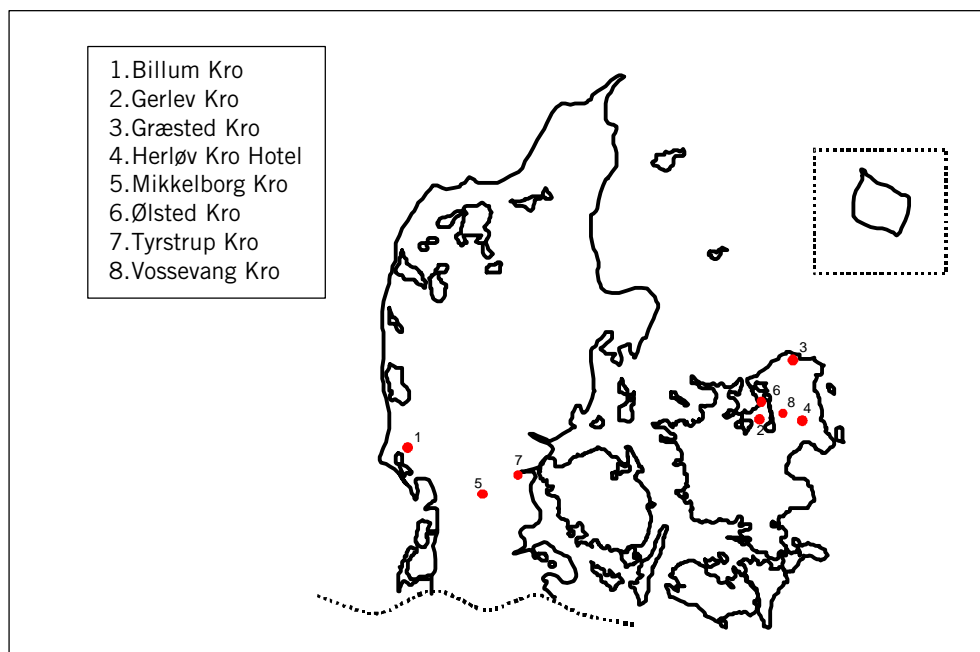 1.Billum Kro
2.Gerlev Kro
3.Græsted Kro
4.Herløv Kro Hotel
5.Mikkelborg Kro
6.Ølsted Kro
7.Tyrstrup Kro
8.Vossevang Kro
3
6
8
4
2
1
7
5